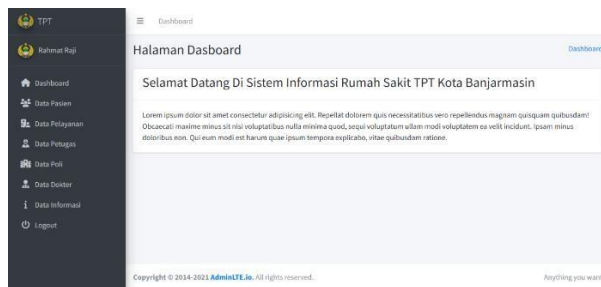 TPT
Dashboard
Rahmat Raji
Halaman Dasboard
Dashboard
Dashboard
Data Pasien
Data Pelayanan
Data Petugas
Data Poli
Data Dokter
Data Informasi
Logout
Selamat Datang Di Sistem Informasi Rumah Sakit TPT Kota Banjarmasin
Lorem ipsum dolor sit amet consectetur adipisicing elit. Repellat dolorem quis necessitatibus vero repellendus magnam quisquam quibusdam!
Obcaecati maxime minus sit nisi voluptatibus nulla minima quod, sequi voluptatum ullam modi voluptatem ea velit incidunt. Ipsam minus
doloribus non. Qui eum modi est harum quae ipsum tempora explicabo, vitae quibusdam ratione.
Copyright © 2014-2021 AdminLTE.io. All rights reserved.
Anything you want